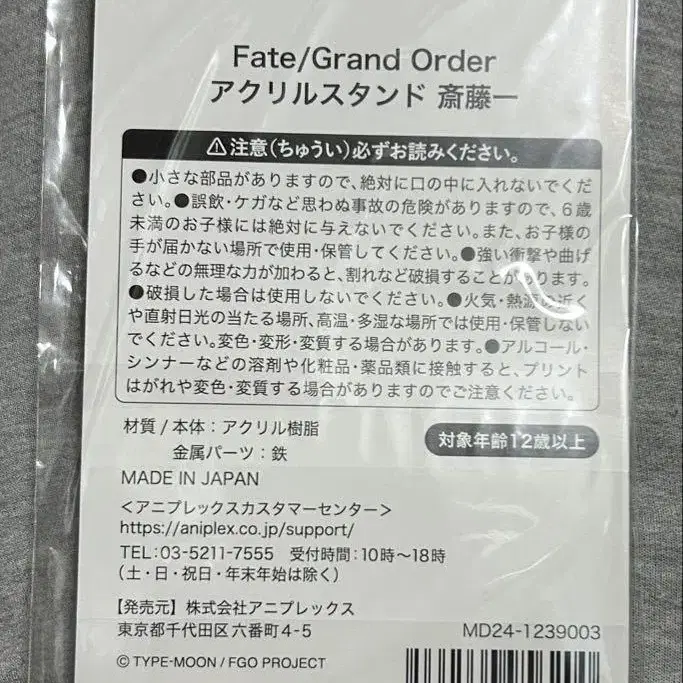 Fate/Grand Order
アクリルスタンド 斎藤一
⚠注意(ちゅうい)必ずお読みください。
●小さな部品がありますので、絶対に口の中に入れないでくだ
さい。●誤飲・ケガなど思わぬ事故の危険がありますので、6歳
未満のお子様には絶対に与えないでください。また、お子様の
手が届かない場所で使用・保管してください。●強い衝撃や曲げ
るなどの無理な力が加わると、割れなど破損することがあります。
●破損した場合は使用しないでください。●火気・熱源の近く
や直射日光の当たる場所、高温・多湿な場所では使用・保管しない
でください。変色・変形・変質する場合があります。●アルコール・
シンナーなどの溶剤や化粧品・薬品類に接触すると、プリント
はがれや変色・変質する場合がありますのでご注意ください。
材質/本体:アクリル樹脂
金属パーツ:鉄
対象年齢12歳以上
MADE IN JAPAN
<アニプレックスカスタマーセンター>
https://aniplex.co.jp/support/
TEL:03-5211-7555 受付時間:10時〜18時
(土・日・祝日・年末年始は除く)
【発売元】株式会社アニプレックス
東京都千代田区六番町4-5
MD24-1239003
© TYPE-MOON / FGO PROJECT